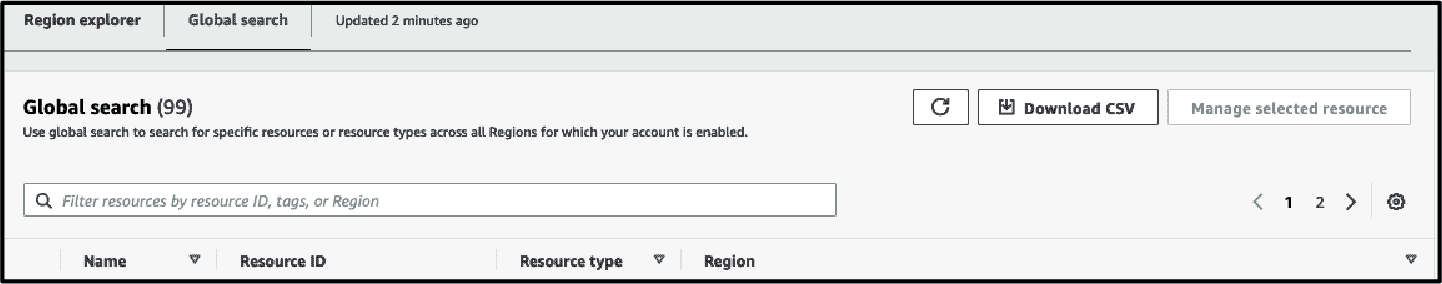 Region explorer Global search Updated 2 minutes ago
Global search (99)
Download CSV Manage selected resource
Use global search to search for specific resources or resource types across all Regions for which your account is enabled.
Filter resources by resource ID, tags, or Region
1 2
Name Resource ID Resource type Region